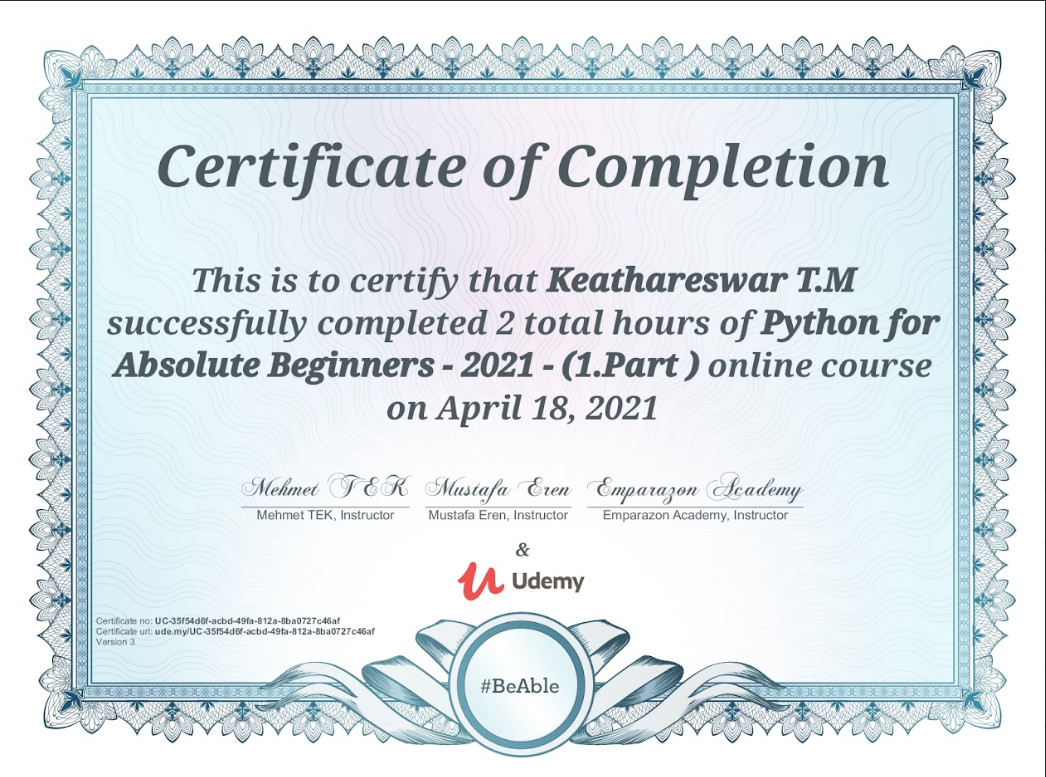 Certificate of Completion
This is to certify that Keathareswar T.M
successfully completed 2 total hours of Python for
Absolute Beginners - 2021 - (1.Part ) online course
on April 18, 2021
Mehmet TEK Mustafa Eren Emparazon Academy
Mehmet TEK, Instructor Mustafa Eren, Instructor Emparazon Academy, Instructor
&
Udemy
Certificate no: UC-35f54d6f-acbd-49fa-812a-8ba0727c46af
Certificate url: ude.my/UC-35f54d6f-acbd-49fa-812a-8ba0727c46af
Version 3
#BeAble